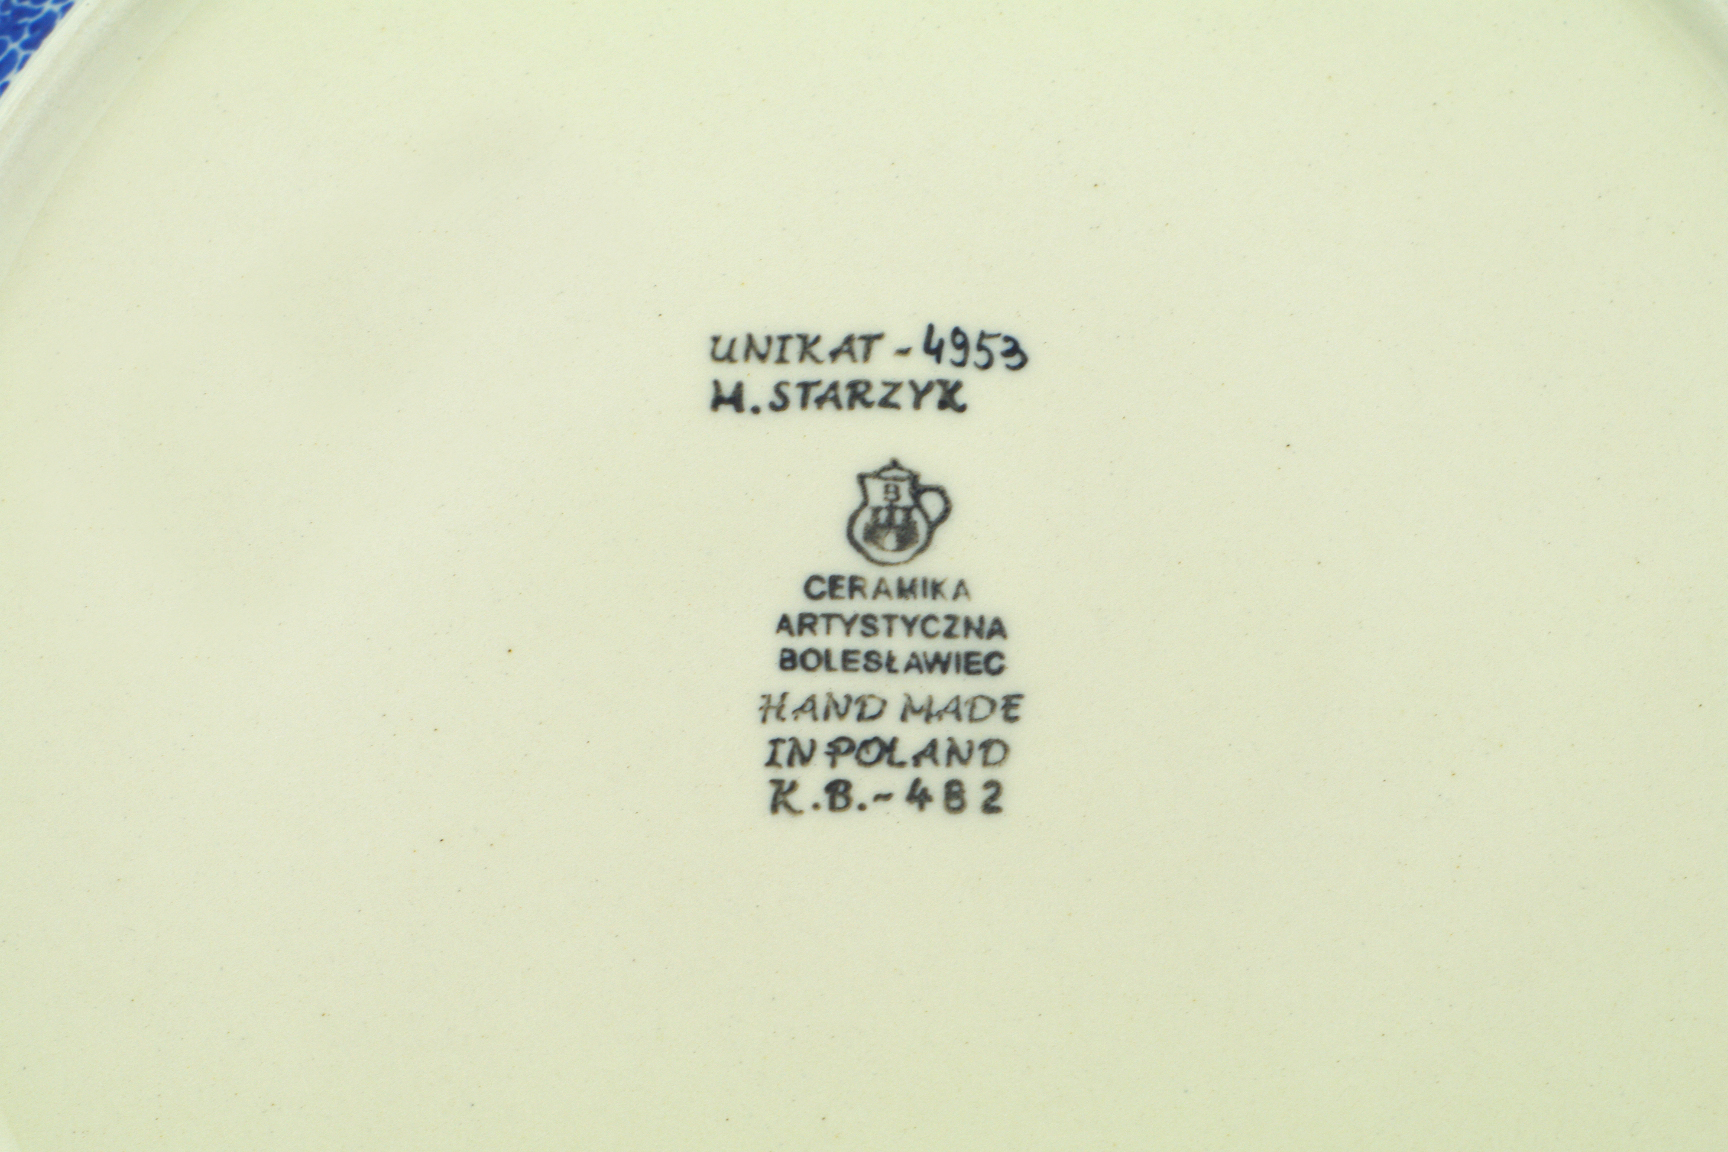 UNIKAT - 4953
M. STARZYK
B
CERAMIKA
ARTYSTYCZNA
BOLESŁAWIEC
HAND MADE
IN POLAND
K.B.- 482